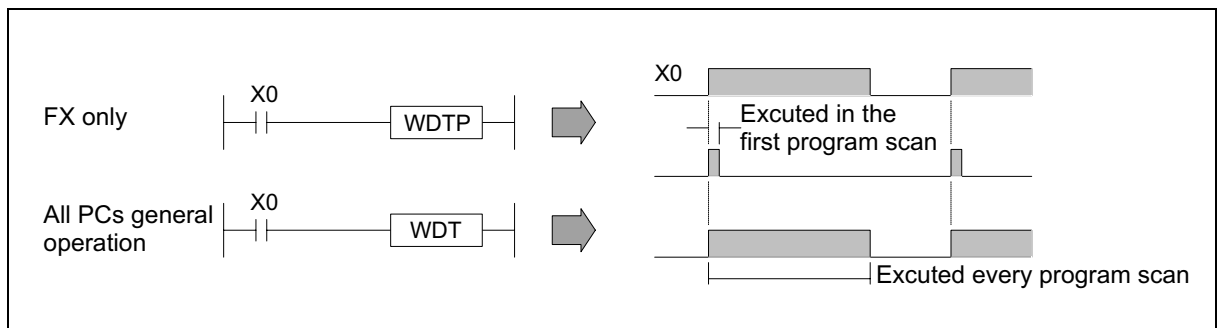 FX only
X0
WDTP
X0
Excuted in the
first program scan
All PCs general
operation
X0
WDT
Excuted every program scan